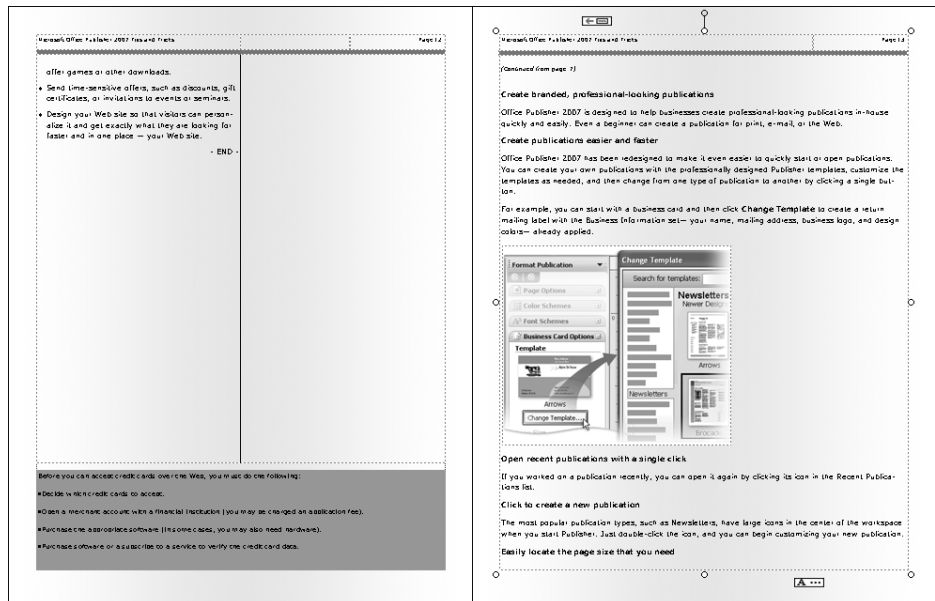 Microsoft Office Publisher 2007 Tips and Tricks
Page 12
offer games or other downloads.
• Send time-sensitive offers, such as discounts, gift
certificates, or invitations to events or seminars.
• Design your Web site so that visitors can person-
alize it and get exactly what they are looking for
faster and in one place — your Web site.
- END -
Before you can accept credit cards over the Web, you must do the following:
•Decide which credit cards to accept.
•Open a merchant account with a financial institution (you may be charged an application fee).
•Purchase the appropriate software (in some cases, you may also need hardware).
•Purchase software or a subscribe to a service to verify the credit card data.
Microsoft Office Publisher 2007 Tips and Tricks
Page 13
(Continued from page 7)
Create branded, professional-looking publications
Office Publisher 2007 is designed to help businesses create professional-looking publications in-house
quickly and easily. Even a beginner can create a publication for print, e-mail, or the Web.
Create publications easier and faster
Office Publisher 2007 has been redesigned to make it even easier to quickly start or open publications.
You can create your own publications with the professionally designed Publisher templates, customize the
templates as needed, and then change from one type of publication to another by clicking a single but-
ton.
For example, you can start with a business card and then click Change Template to create a return
mailing label with the Business Information set— your name, mailing address, business logo, and design
colors— already applied.
Format Publication
Page Options
Color Schemes
Font Schemes
Business Card Options
Template
Arrows
Change Template...
Change Template
Search for templates:
Newsletters
Newer Desig
Arrows
Newsletters
Brocad
Open recent publications with a single click
If you worked on a publication recently, you can open it again by clicking its icon in the Recent Publica-
tions list.
Click to create a new publication
The most popular publication types, such as Newsletters, have large icons in the center of the workspace
when you start Publisher. Just double-click the icon, and you can begin customizing your new publication.
Easily locate the page size that you need
A ...